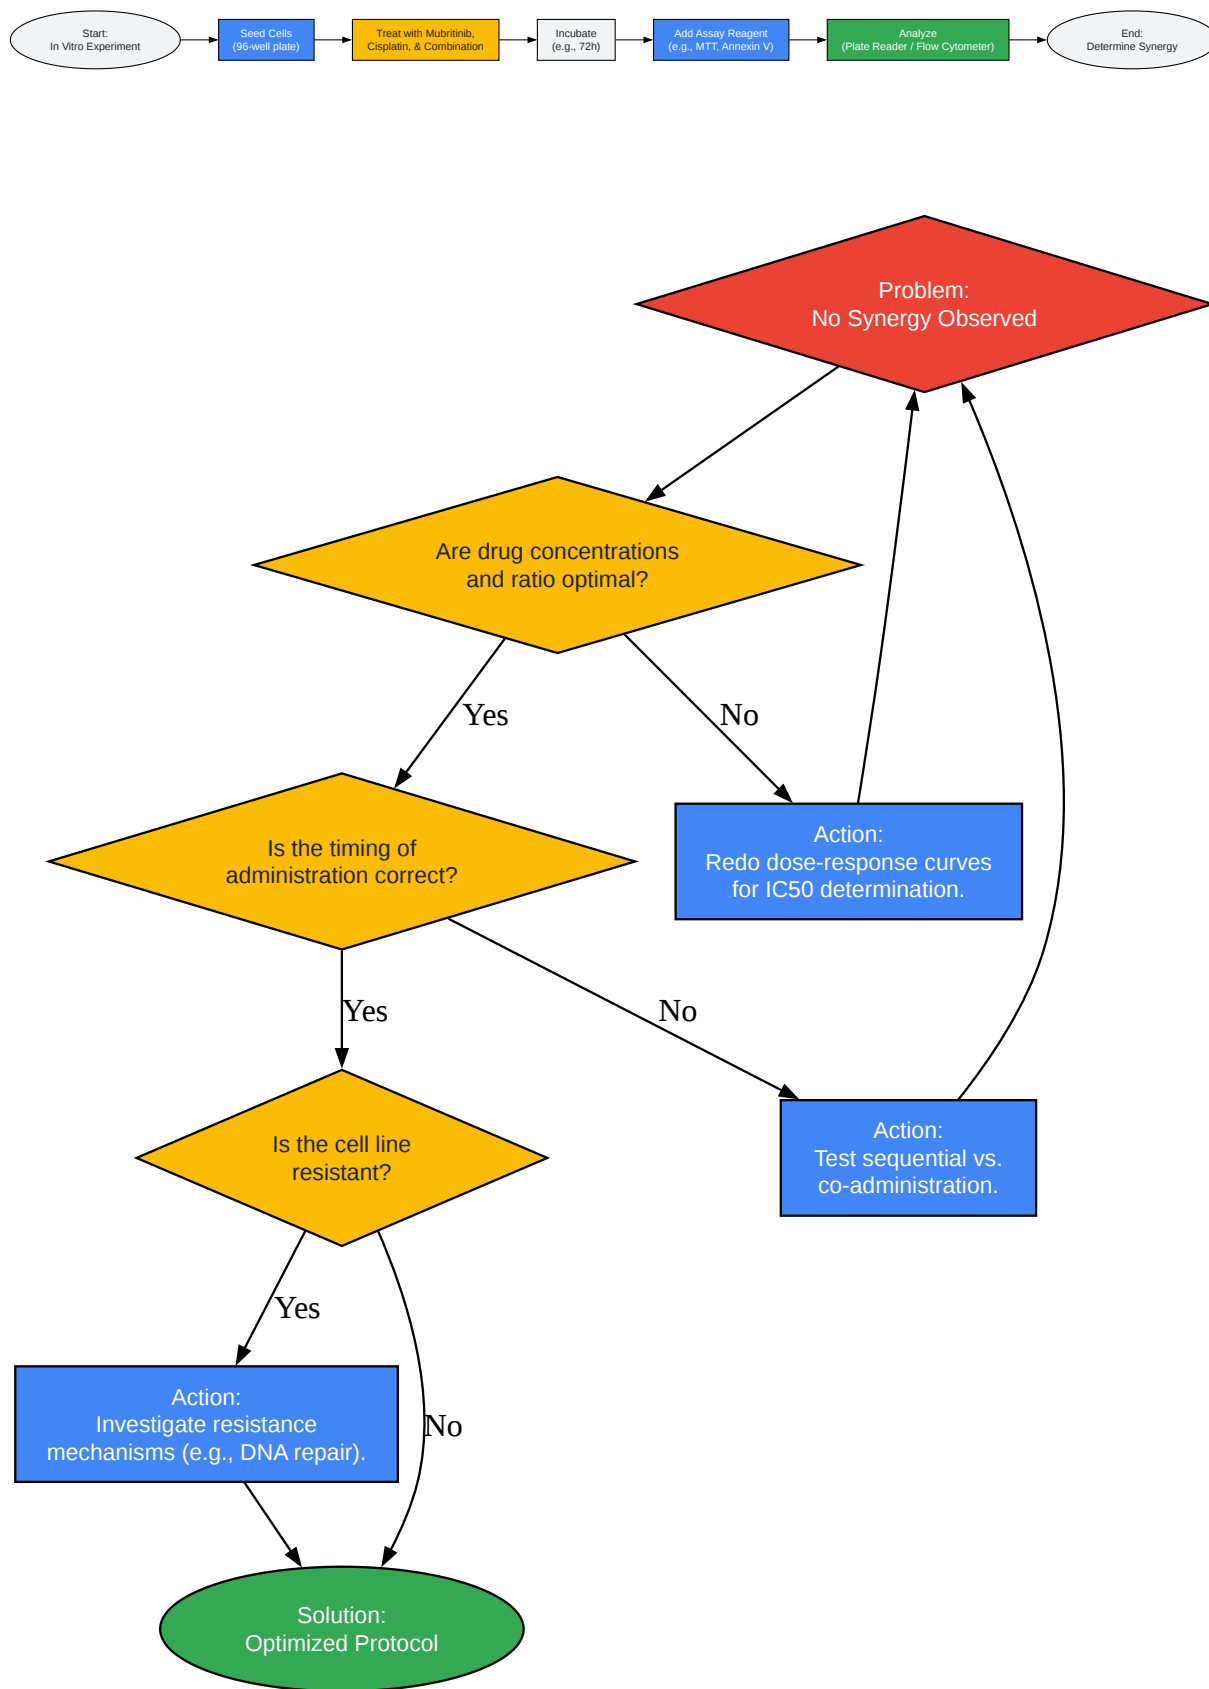 Start:
In Vitro Experiment
Seed Cells
(96-well plate)
Treat with Mubritinib,
Cisplatin, & Combination
Incubate
(e.g., 72h)
Add Assay Reagent
(e.g., MTT, Annexin V)
Analyze
(Plate Reader / Flow Cytometer)
End:
Determine Synergy
Problem:
No Synergy Observed
Are drug concentrations
and ratio optimal?
Yes
No
Is the timing of
administration correct?
Action:
Redo dose-response curves
for IC50 determination.
Yes
No
Is the cell line
resistant?
Action:
Test sequential vs.
co-administration.
Yes
Action:
Investigate resistance
mechanisms (e.g., DNA repair).
No
Solution:
Optimized Protocol